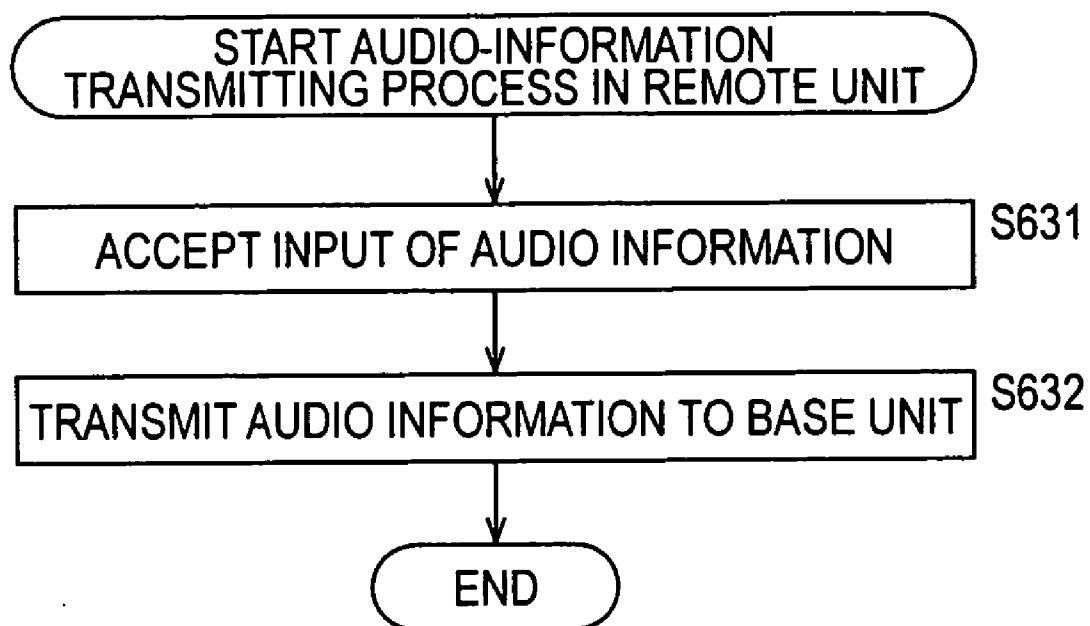 START AUDIO-INFORMATION
TRANSMITTING PROCESS IN REMOTE UNIT
ACCEPT INPUT OF AUDIO INFORMATION
S631
TRANSMIT AUDIO INFORMATION TO BASE UNIT
S632
END